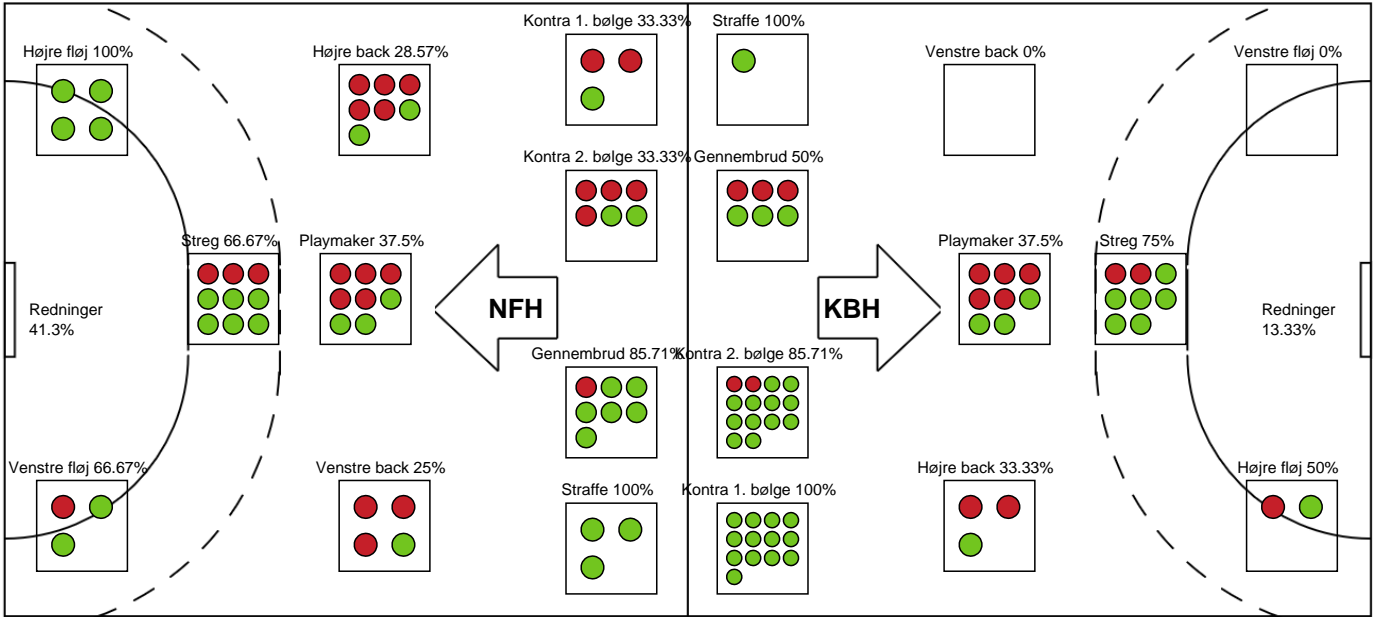 Kontra 1. bølge 33.33%
Straffe 100%
Højre fløj 100%
Højre back 28.57%
Venstre back 0%
Venstre fløj 0%
Kontra 2. bølge 33.33%
Gennembrud 50%
Streg 66.67%
Playmaker 37.5%
Playmaker 37.5%
Streg 75%
Redninger
41.3%
NFH
KBH
Redninger
13.33%
Gennembrud 85.71%
Kontra 2. bølge 85.71%
Venstre fløj 66.67%
Venstre back 25%
Højre back 33.33%
Højre fløj 50%
Straffe 100%
Kontra 1. bølge 100%